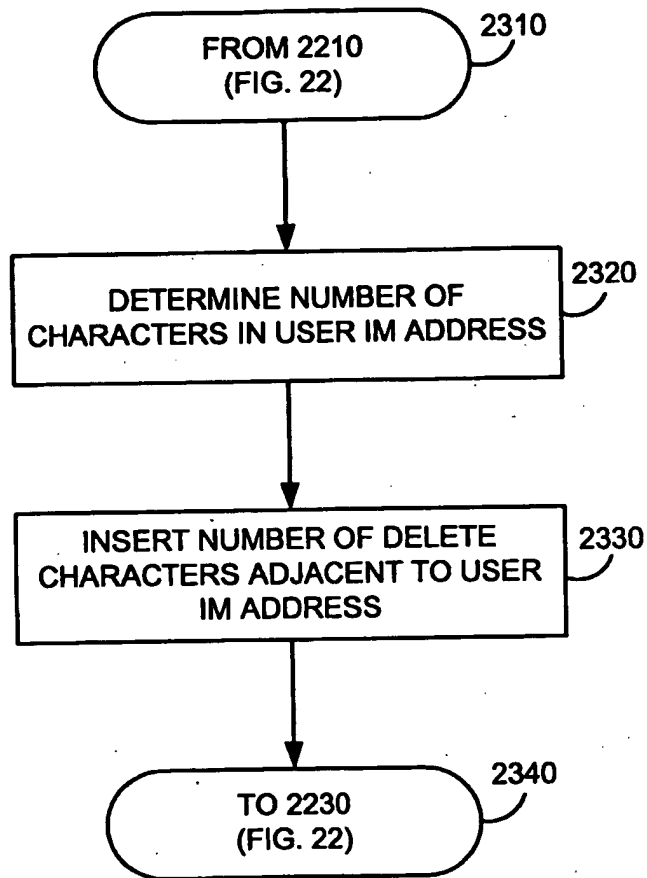 FROM 2210
(FIG. 22)
2310
DETERMINE NUMBER OF
CHARACTERS IN USER IM ADDRESS
2320
INSERT NUMBER OF DELETE
CHARACTERS ADJACENT TO USER
IM ADDRESS
2330
TO 2230
(FIG. 22)
2340